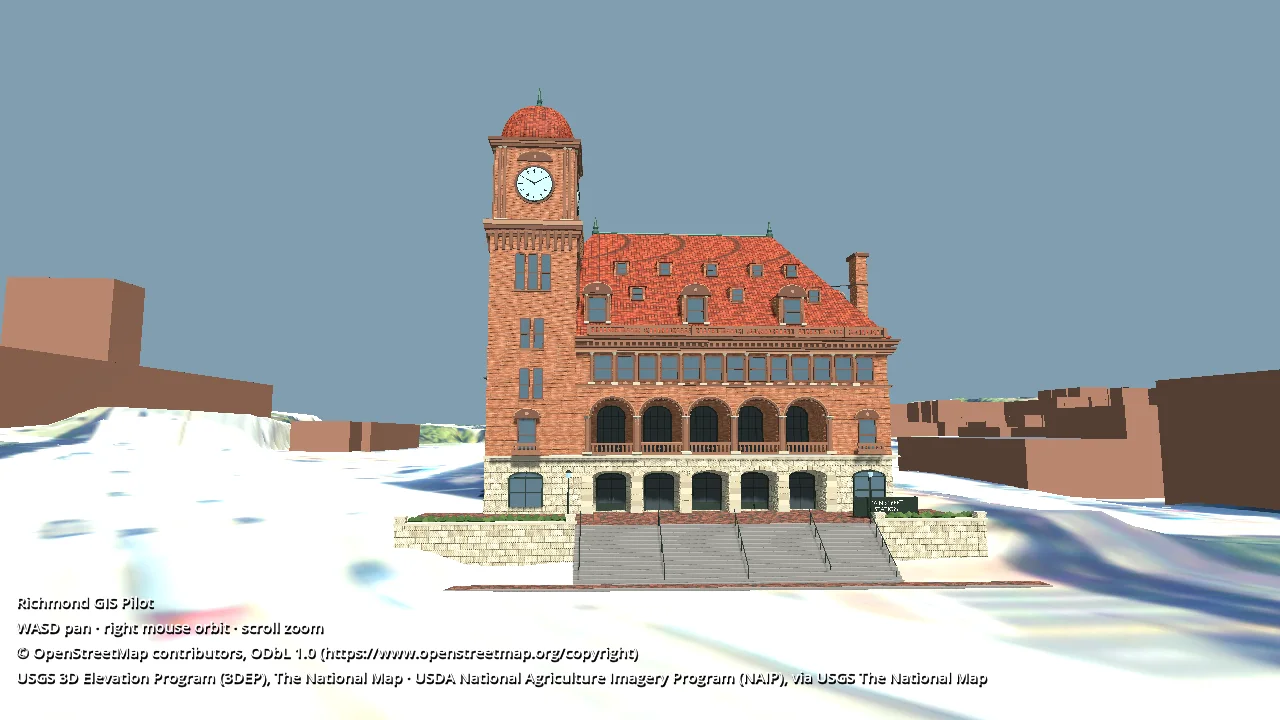 Richmond GIS Pilot
WASD pan · right mouse orbit · scroll zoom
© OpenStreetMap contributors, ODbL 1.0 (https://www.openstreetmap.org/copyright)
USGS 3D Elevation Program (3DEP), The National Map · USDA National Agriculture Imagery Program (NAIP), via USGS The National Map